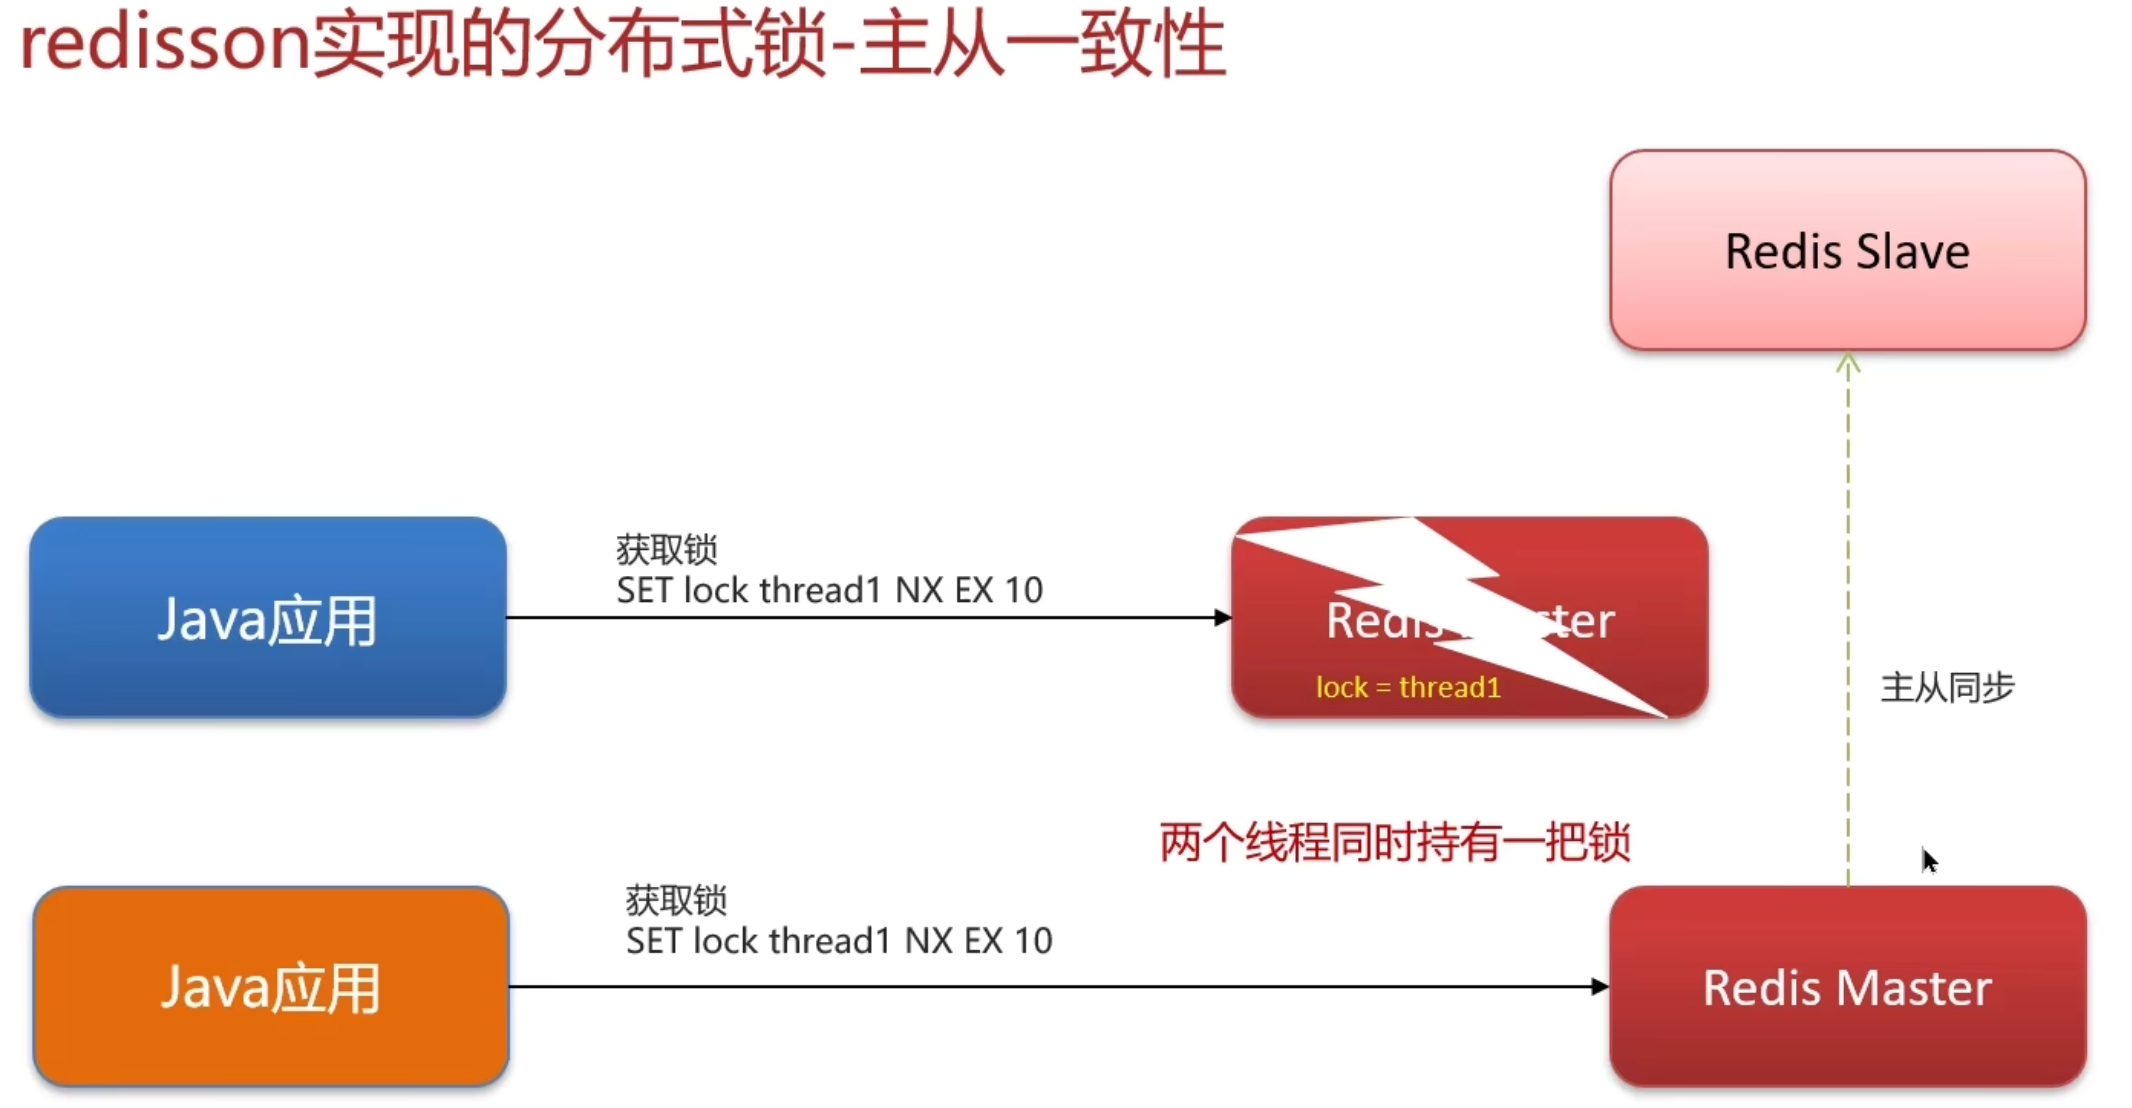 redisson实现的分布式锁-主从一致性
Redis Slave
获取锁
SET lock thread1 NX EX 10
Java应用
lock = thread1
主从同步
两个线程同时持有一把锁
获取锁
SET lock thread1 NX EX 10
Java应用
Redis Master